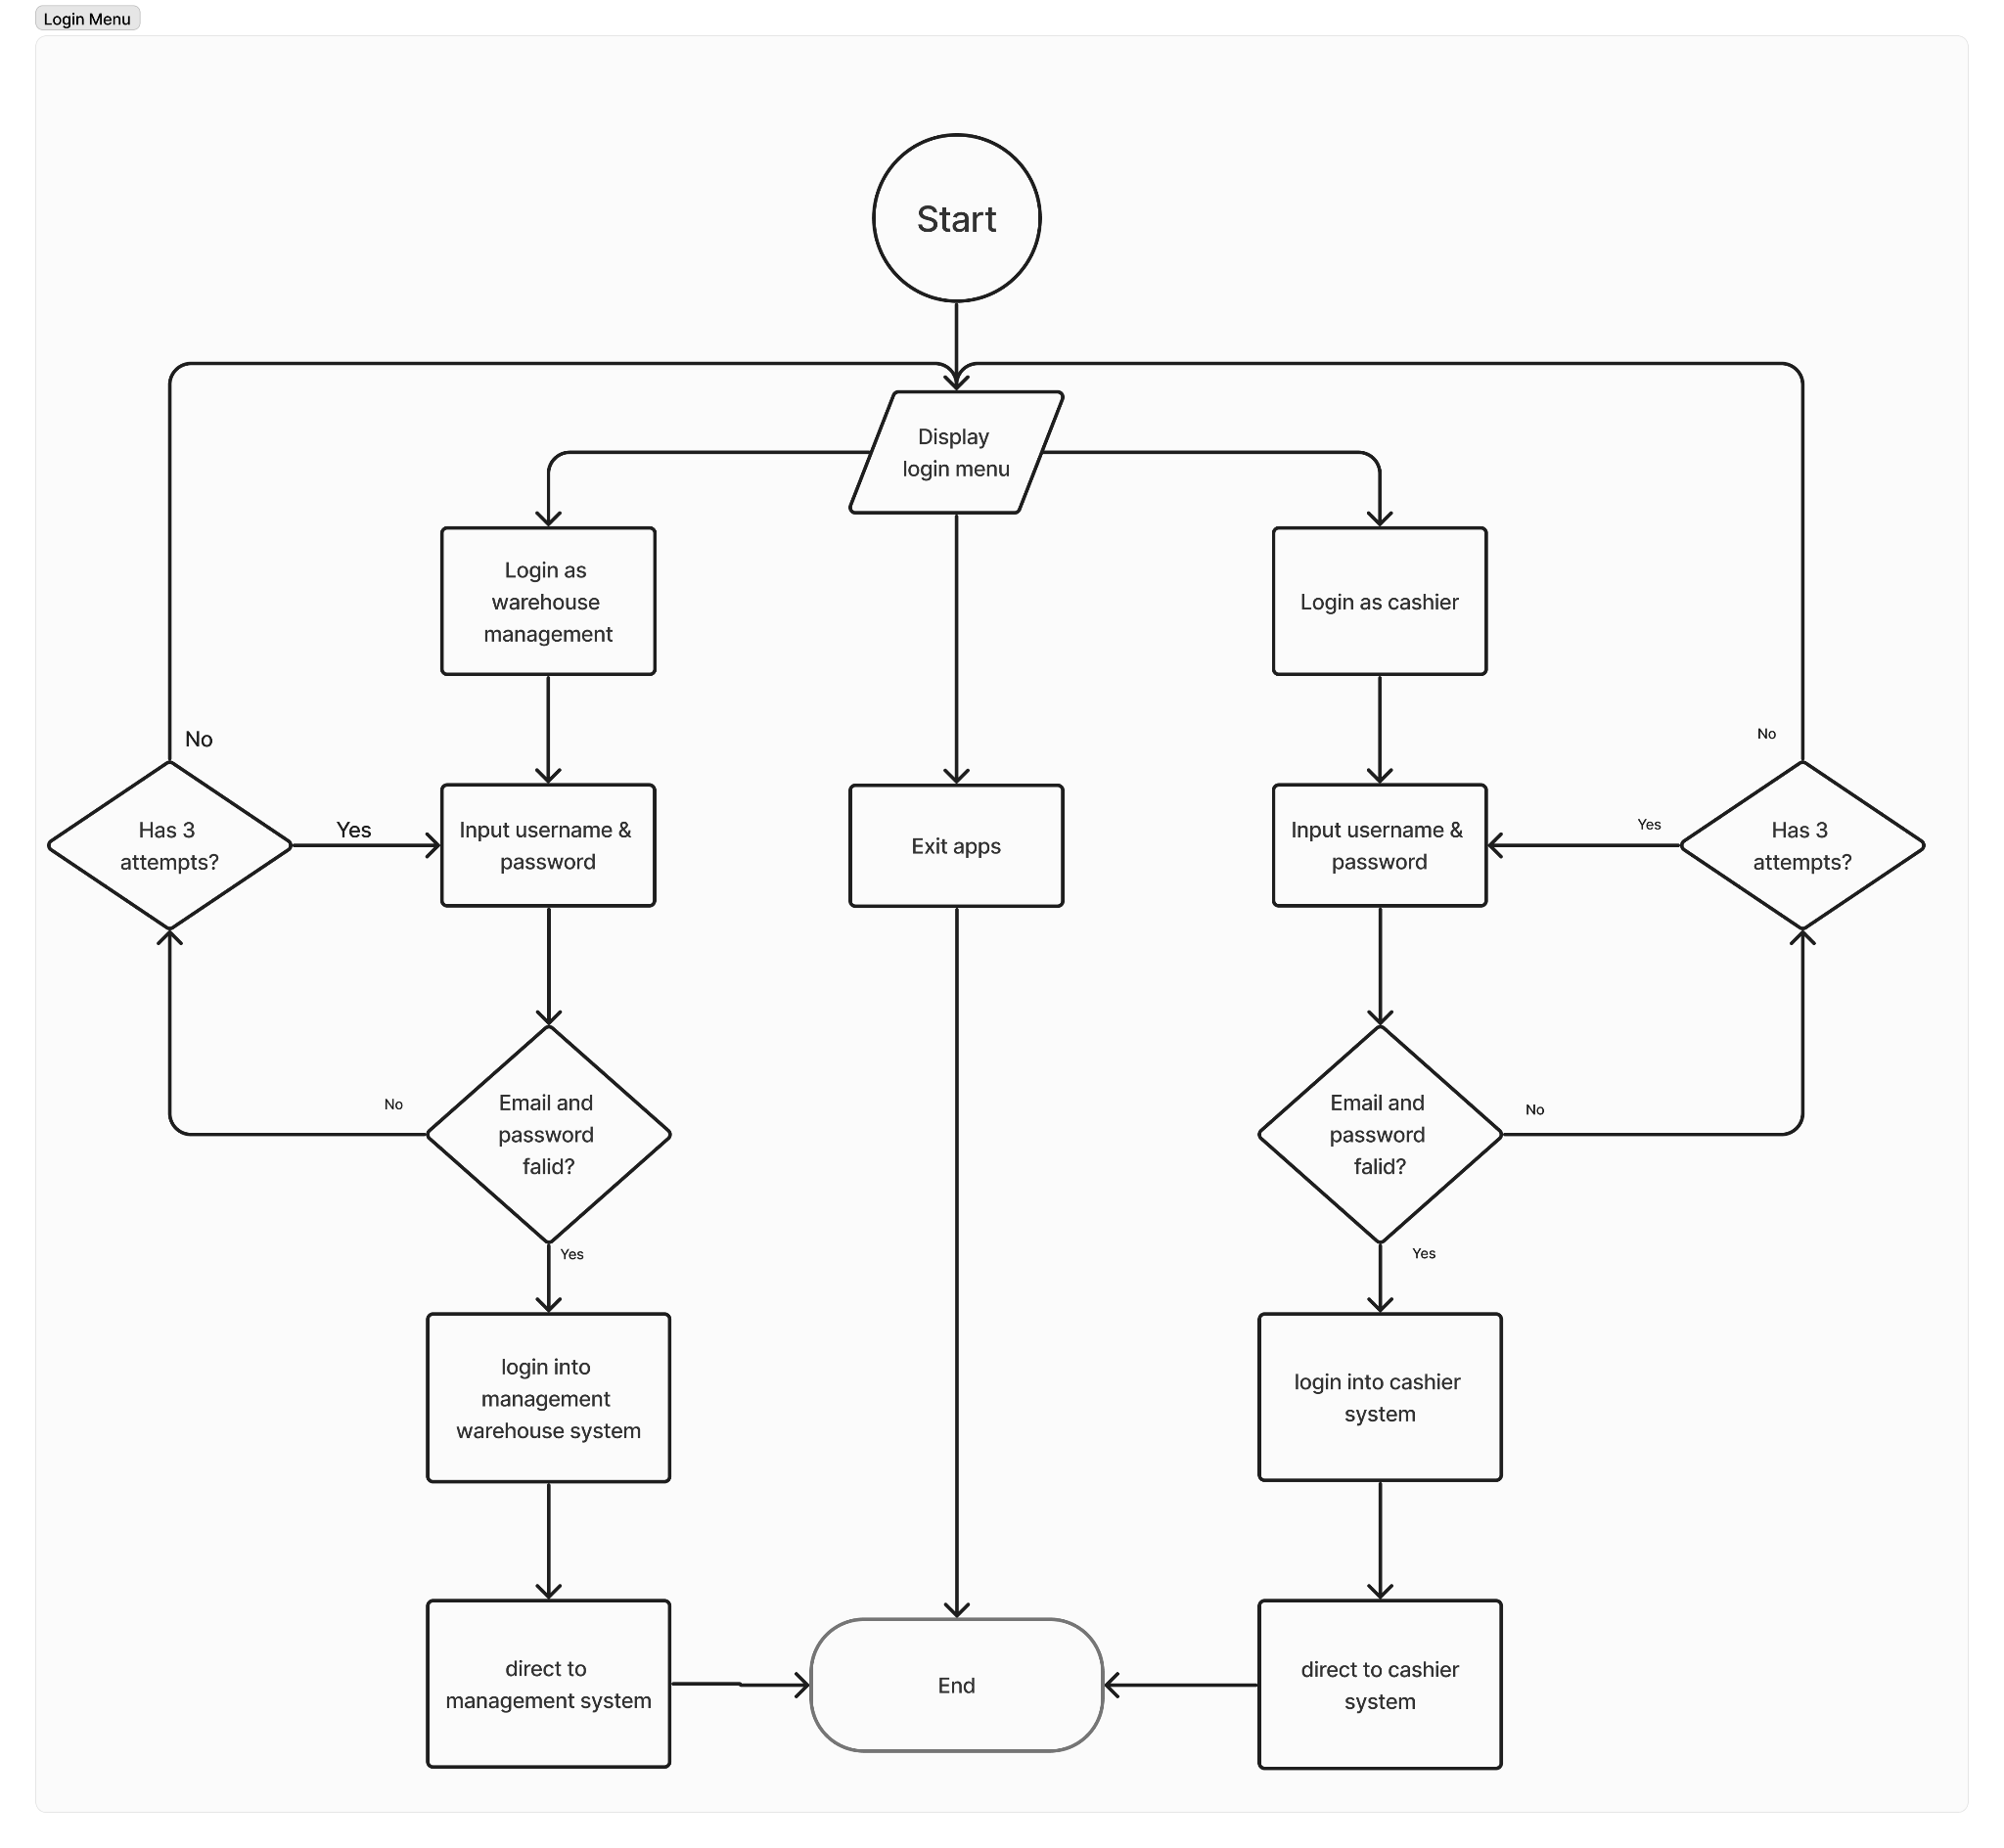 Login Menu
Start
Display
login menu
Login as
warehouse
management
Login as cashier
No
No
Has 3
attempts?
Yes
Input username &
password
Exit apps
Input username &
password
Yes
Has 3
attempts?
No
Email and
password
falid?
Email and
password
falid?
No
Yes
Yes
login into
management
warehouse system
login into cashier
system
direct to
management system
End
direct to cashier
system